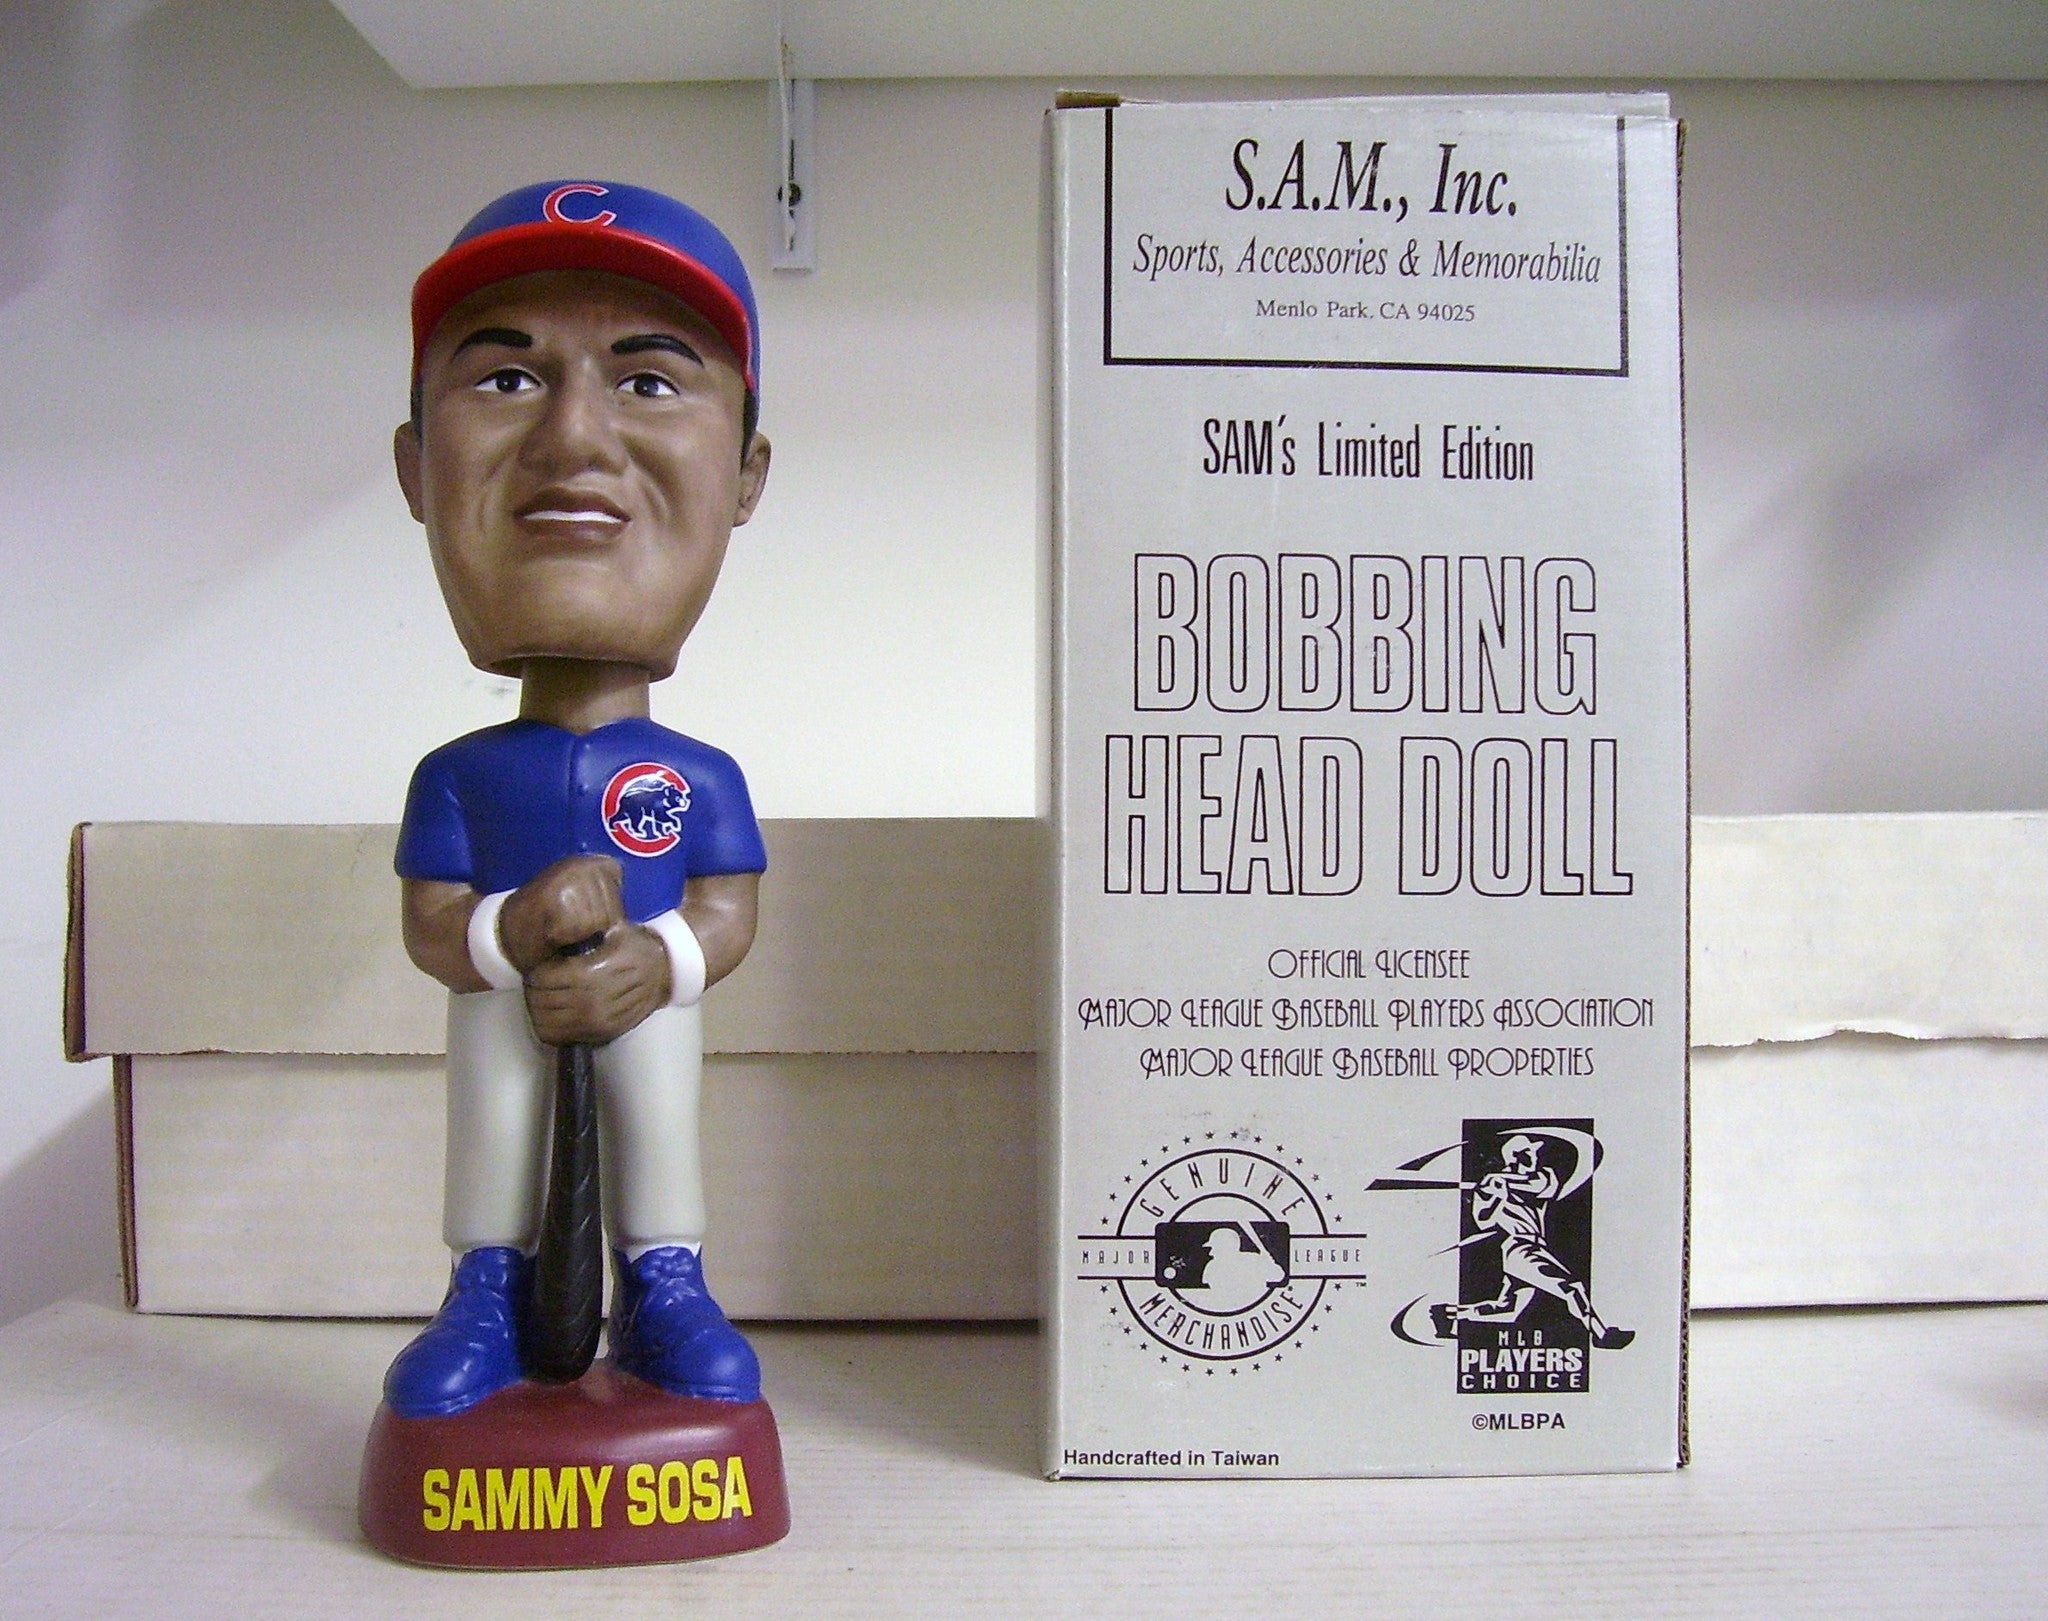 C
SAMMY SOSA
S.A.M., Inc.
Sports, Accessories & Memorabilia
Menlo Park, CA 94025
SAM's Limited Edition
BOBBING
HEAD DOLL
OFFICIAL LICENSEE
MAJOR LEAGUE BASEBALL PLAYERS ASSOCIATION
MAJOR LEAGUE BASEBALL PROPERTIES
GENUINE
MAJOR LEAGUE
MERCHANDISE
TM
MLB
PLAYERS
CHOICE
©MLBPA
Handcrafted in Taiwan